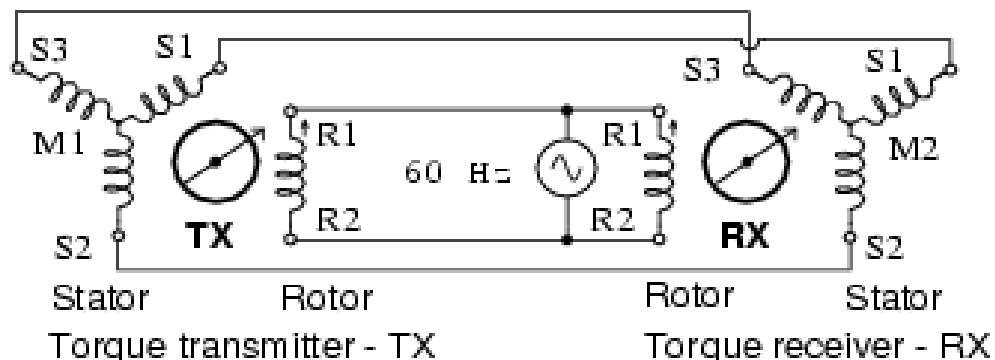 S3 S1 S3 S1
M1 R1 R1 M2
60 Hz
S2 TX R2 R2 RX S2
Stator Rotor Rotor Stator
Torque transmitter - TX Torque receiver - RX